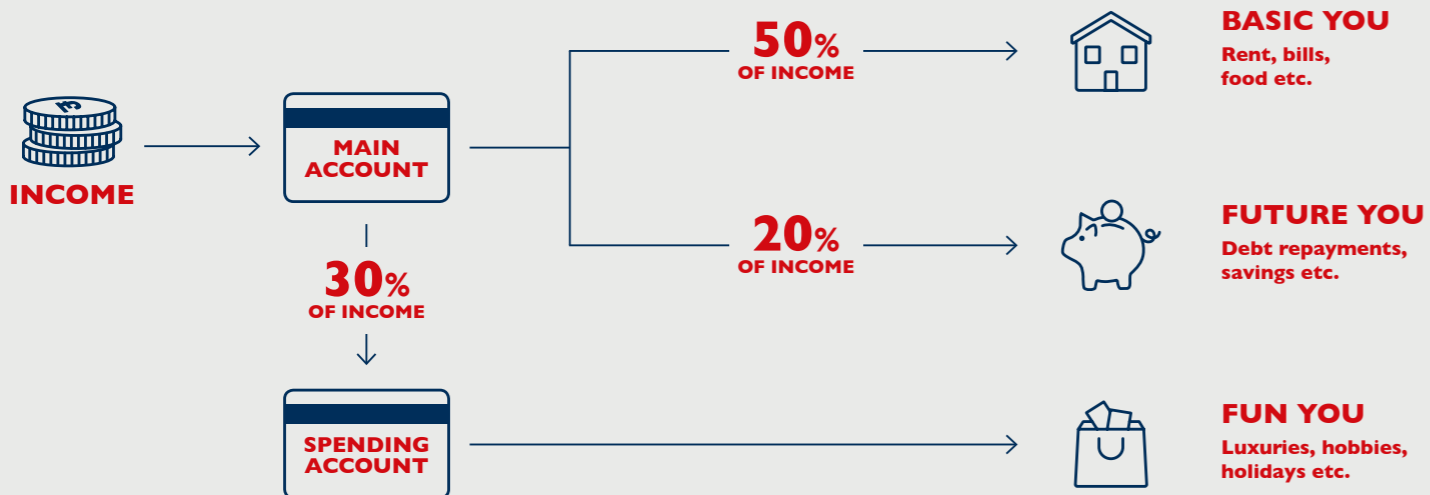 50%
OF INCOME
BASIC YOU
Rent, bills,
food etc.
INCOME
MAIN
ACCOUNT
20%
OF INCOME
FUTURE YOU
Debt repayments,
savings etc.
30%
OF INCOME
SPENDING
ACCOUNT
FUN YOU
Luxuries, hobbies,
holidays etc.